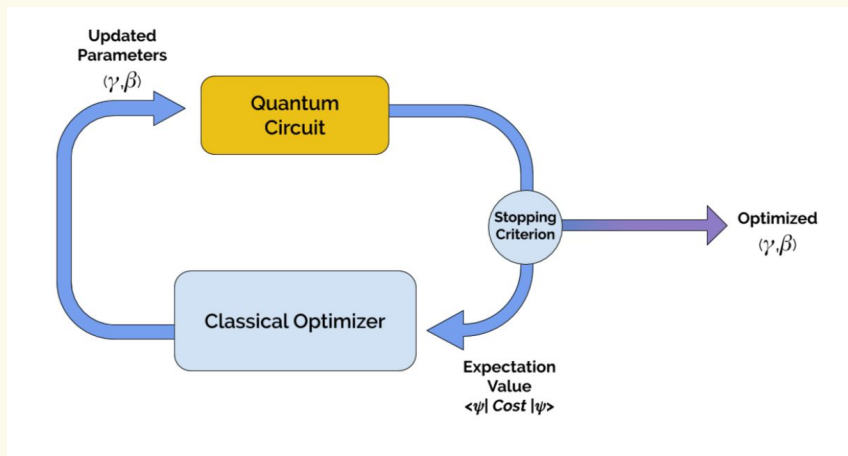 Updated
Parameters
(γ,β)
Quantum
Circuit
Stopping
Criterion
Optimized
(γ,β)
Classical Optimizer
Expectation
Value
<ψ| Cost |ψ>